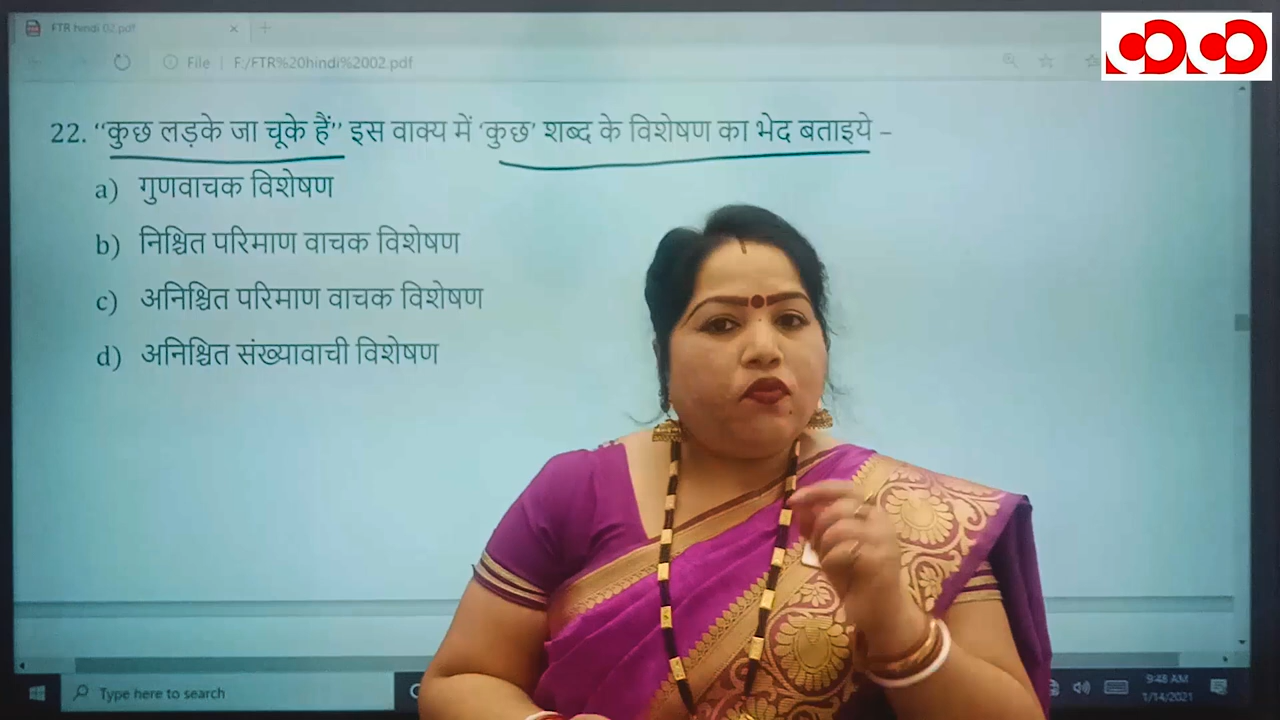 FTR hindi 02.pdf
File | F:/FTR%20hindi%2002.pdf
22. “कुछ लड़के जा चूके हैं” इस वाक्य में ‘कुछ’ शब्द के विशेषण का भेद बताइये –
a) गुणवाचक विशेषण
b) निश्चित परिमाण वाचक विशेषण
c) अनिश्चित परिमाण वाचक विशेषण
d) अनिश्चित संख्यावाची विशेषण
Type here to search
9:48 AM
1/14/2021